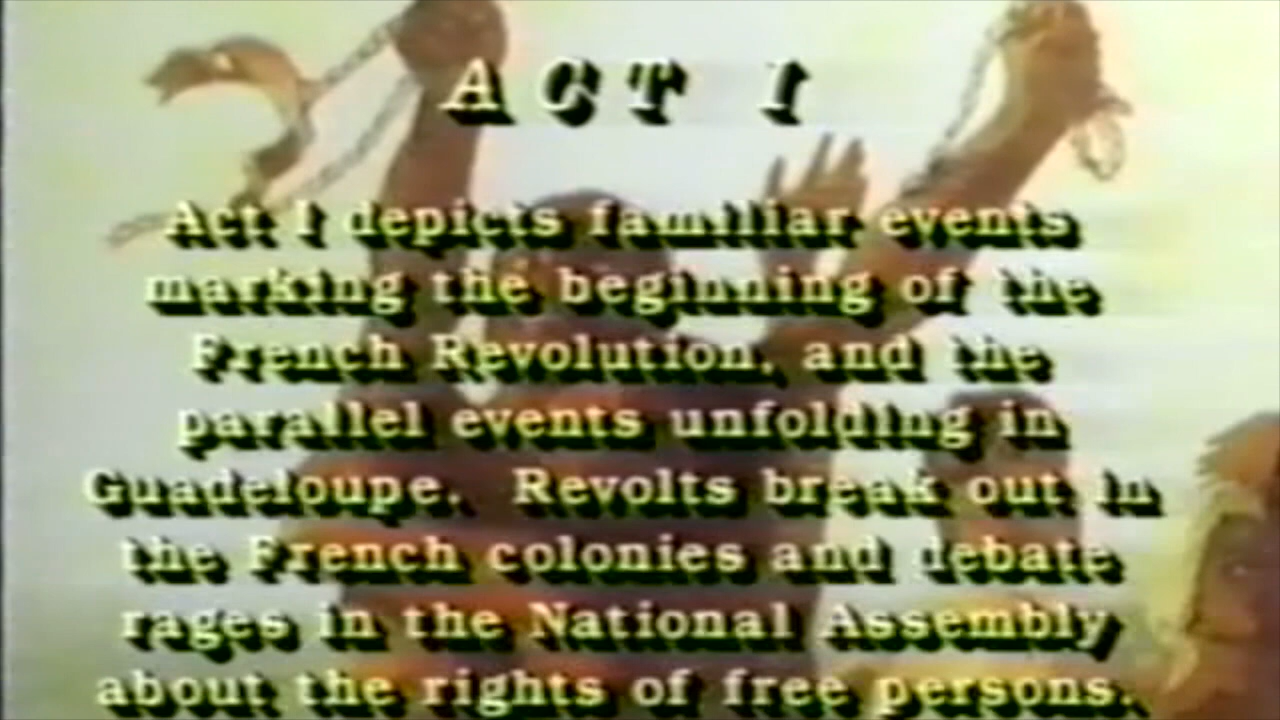 ACT I
Act I depicts familiar events
marking the beginning of the
French Revolution, and the
parallel events unfolding in
Guadeloupe. Revolts break out in
the French colonies and debate
rages in the National Assembly
about the rights of free persons.